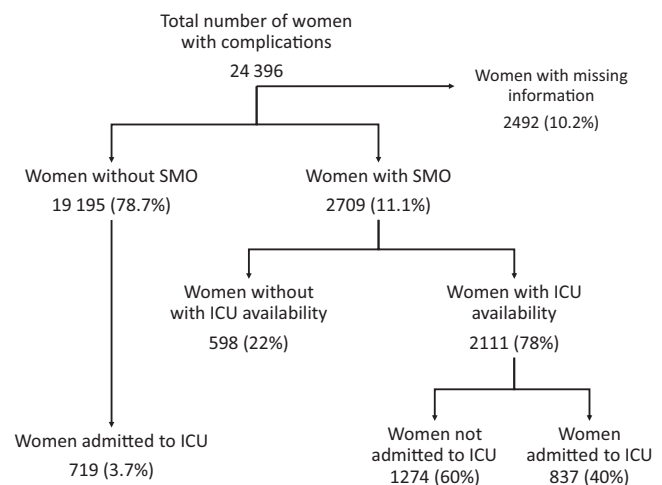 Total number of women
with complications
24 396
Women with missing
information
2492 (10.2%)
Women without SMO
19 195 (78.7%)
Women with SMO
2709 (11.1%)
Women without
with ICU availability
598 (22%)
Women with ICU
availability
2111 (78%)
Women admitted to ICU
719 (3.7%)
Women not
admitted to ICU
1274 (60%)
Women
admitted to ICU
837 (40%)